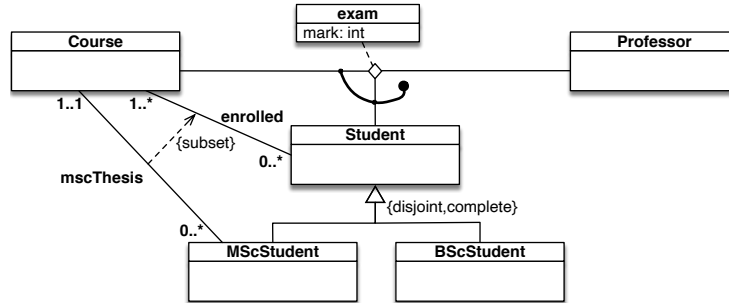 exam
mark: int
Course
Professor
1..1
1..*
enrolled
{subset}
Student
0..*
mscThesis
{disjoint,complete}
0..*
MScStudent
BScStudent